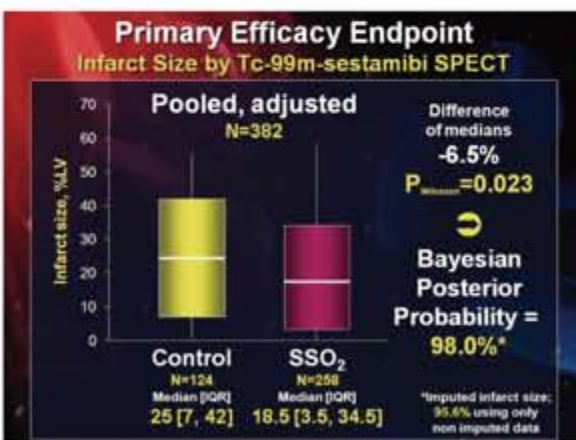 Primary Efficacy Endpoint
Infarct Size by Tc-99m-sestamibi SPECT
Pooled, adjusted
N=382
Infarct size, %LV
70
60
50
40
30
20
10
0
Control
N=124
Median [IQR]
25 [7, 42]
SSO₂
N=258
Median [IQR]
18.5 [3.5, 34.5]
Difference
of medians
-6.5%
P Wilcoxon=0.023
Bayesian
Posterior
Probability =
98.0%*
*Imputed infarct size;
95.6% using only
non imputed data